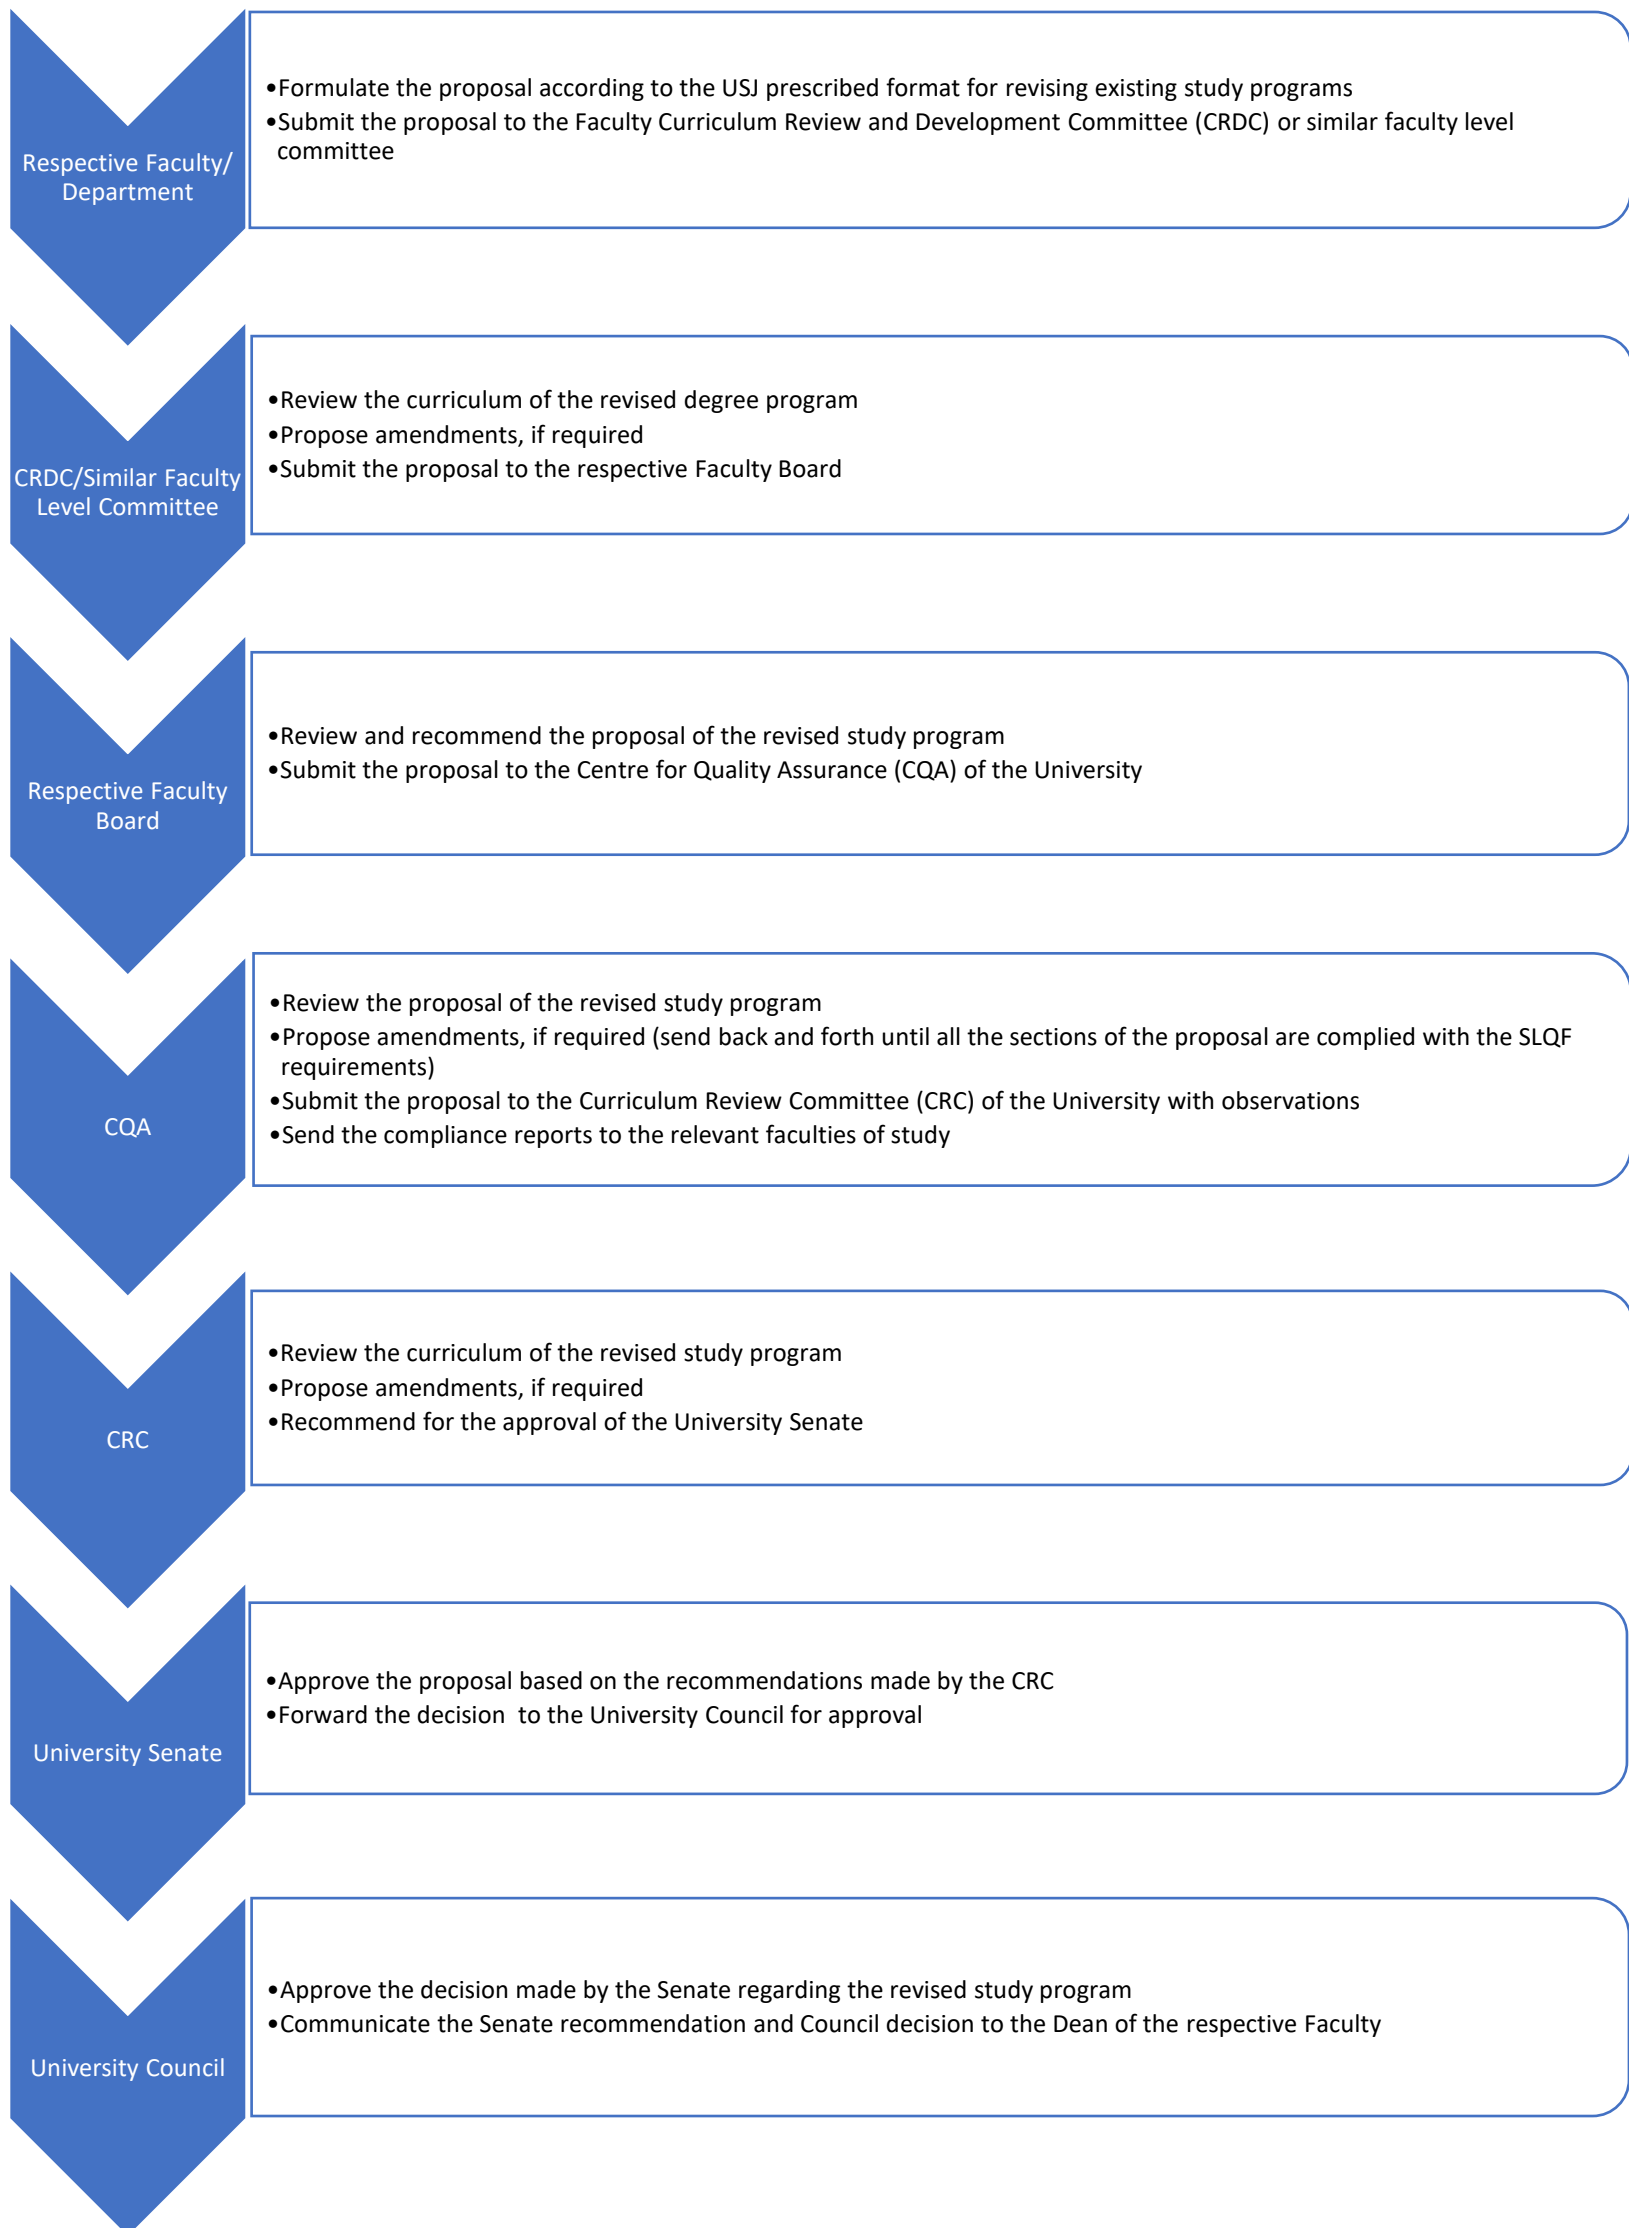 Respective Faculty/
Department
•Formulate the proposal according to the USJ prescribed format for revising existing study programs
•Submit the proposal to the Faculty Curriculum Review and Development Committee (CRDC) or similar faculty level
committee
CRDC/Similar Faculty
Level Committee
•Review the curriculum of the revised degree program
•Propose amendments, if required
•Submit the proposal to the respective Faculty Board
Respective Faculty
Board
•Review and recommend the proposal of the revised study program
•Submit the proposal to the Centre for Quality Assurance (CQA) of the University
CQA
•Review the proposal of the revised study program
•Propose amendments, if required (send back and forth until all the sections of the proposal are complied with the SLQF
requirements)
•Submit the proposal to the Curriculum Review Committee (CRC) of the University with observations
•Send the compliance reports to the relevant faculties of study
CRC
•Review the curriculum of the revised study program
•Propose amendments, if required
•Recommend for the approval of the University Senate
University Senate
•Approve the proposal based on the recommendations made by the CRC
•Forward the decision  to the University Council for approval
University Council
•Approve the decision made by the Senate regarding the revised study program
•Communicate the Senate recommendation and Council decision to the Dean of the respective Faculty